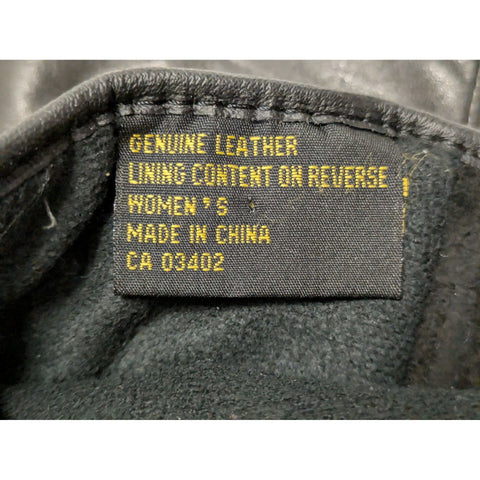 GENUINE LEATHER
LINING CONTENT ON REVERSE
WOMEN'S
MADE IN CHINA
CA 03402